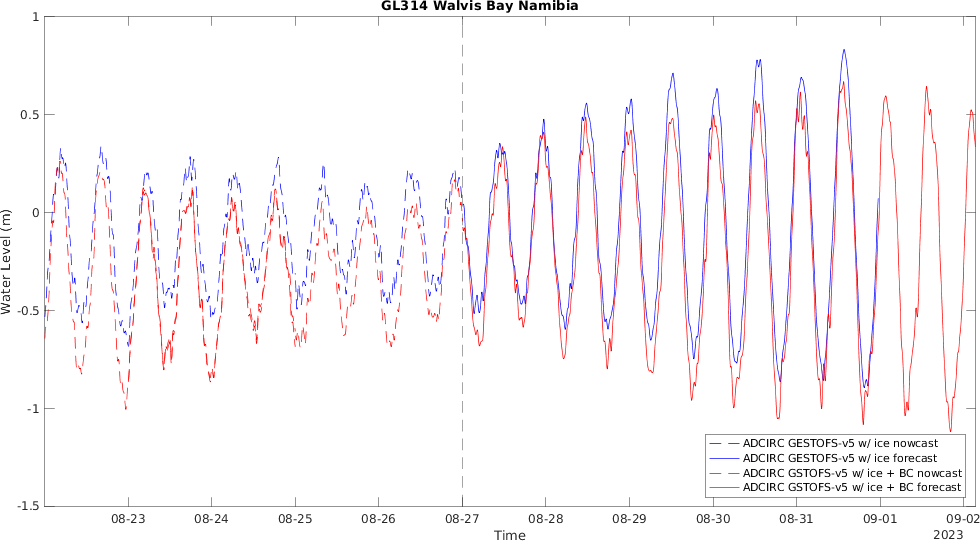 GL314 Walvis Bay Namibia
1
0.5
0
-0.5
-1
-1.5
Water Level (m)
ADCIRC GESTOFS-v5 w/ ice nowcast
ADCIRC GESTOFS-v5 w/ ice forecast
ADCIRC GSTOFS-v5 w/ ice + BC nowcast
ADCIRC GSTOFS-v5 w/ ice + BC forecast
08-23 08-24 08-25 08-26 08-27 08-28 08-29 08-30 08-31 09-01 09-02
Time 2023